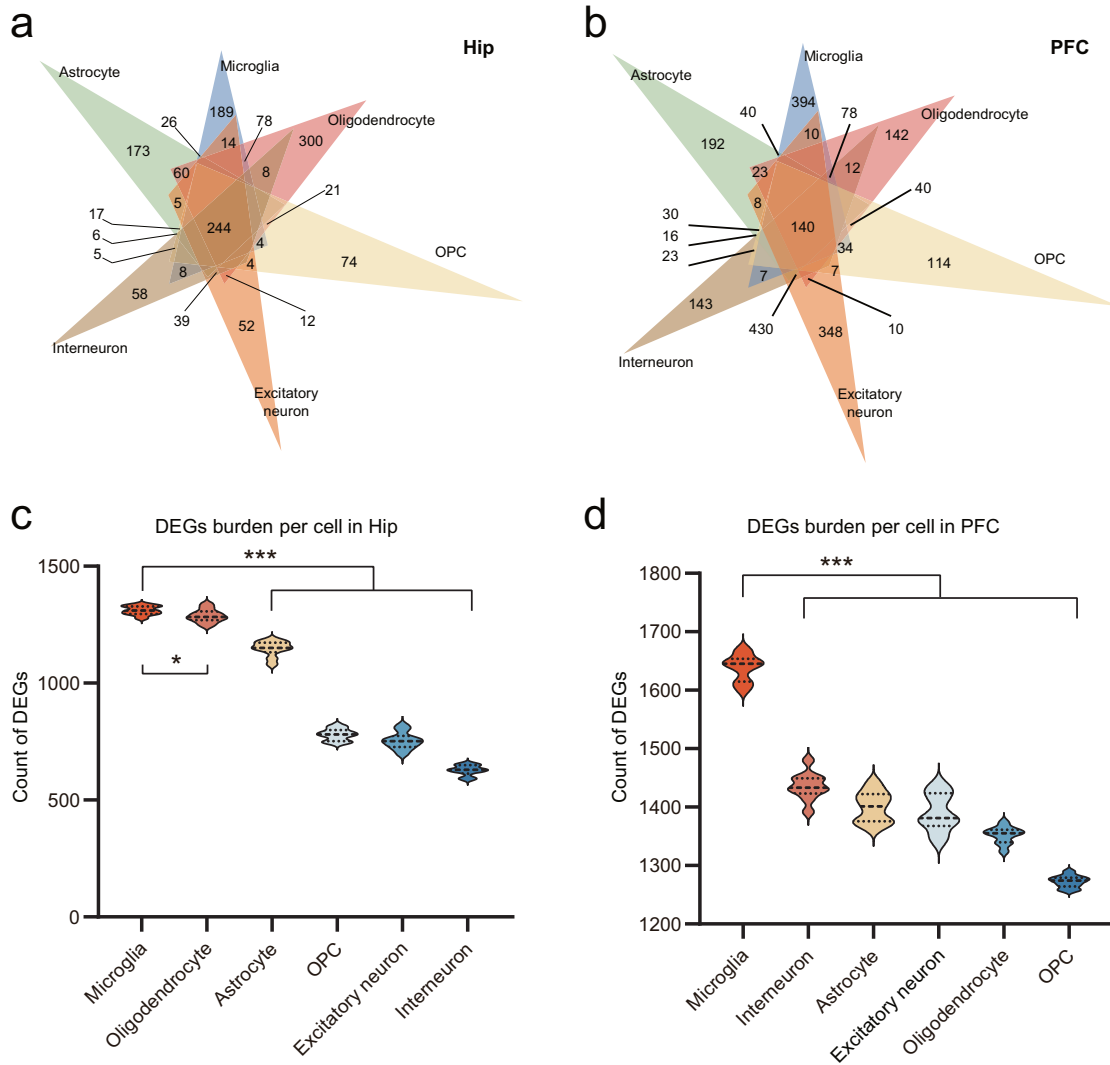 a
Hip
Astrocyte
Microglia
Oligodendrocyte
OPC
Excitatory
neuron
Interneuron
26
189
78
14
300
173
60
8
5
21
17
244
6
4
5
4
74
8
58
39
52
12
b
PFC
Astrocyte
Microglia
Oligodendrocyte
OPC
Excitatory
neuron
Interneuron
40
394
78
10
142
192
23
12
8
40
30
140
16
34
23
7
7
114
143
430
348
10
c
DEGs burden per cell in Hip
***
*
Count of DEGs
1500
1000
500
0
Microglia
Oligodendrocyte
Astrocyte
OPC
Excitatory neuron
Interneuron
d
DEGs burden per cell in PFC
***
Count of DEGs
1800
1700
1600
1500
1400
1300
1200
Microglia
Interneuron
Astrocyte
Excitatory neuron
Oligodendrocyte
OPC